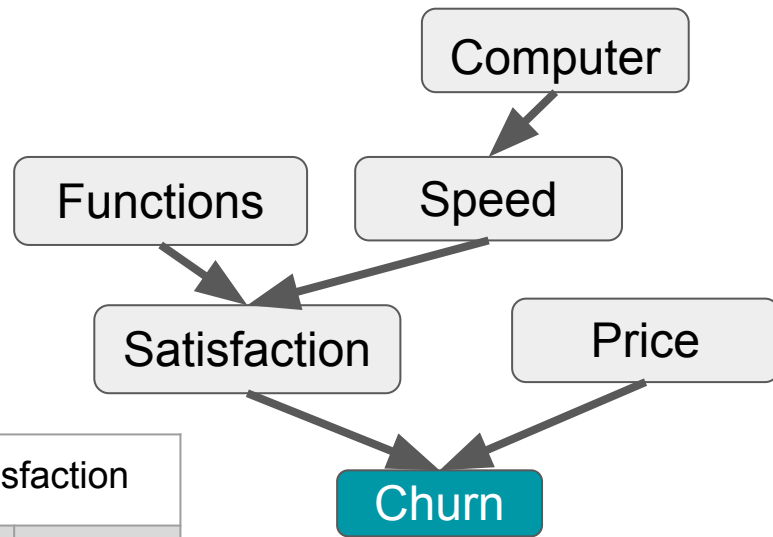 Computer
Functions
Speed
Satisfaction
Price
sfaction
Churn